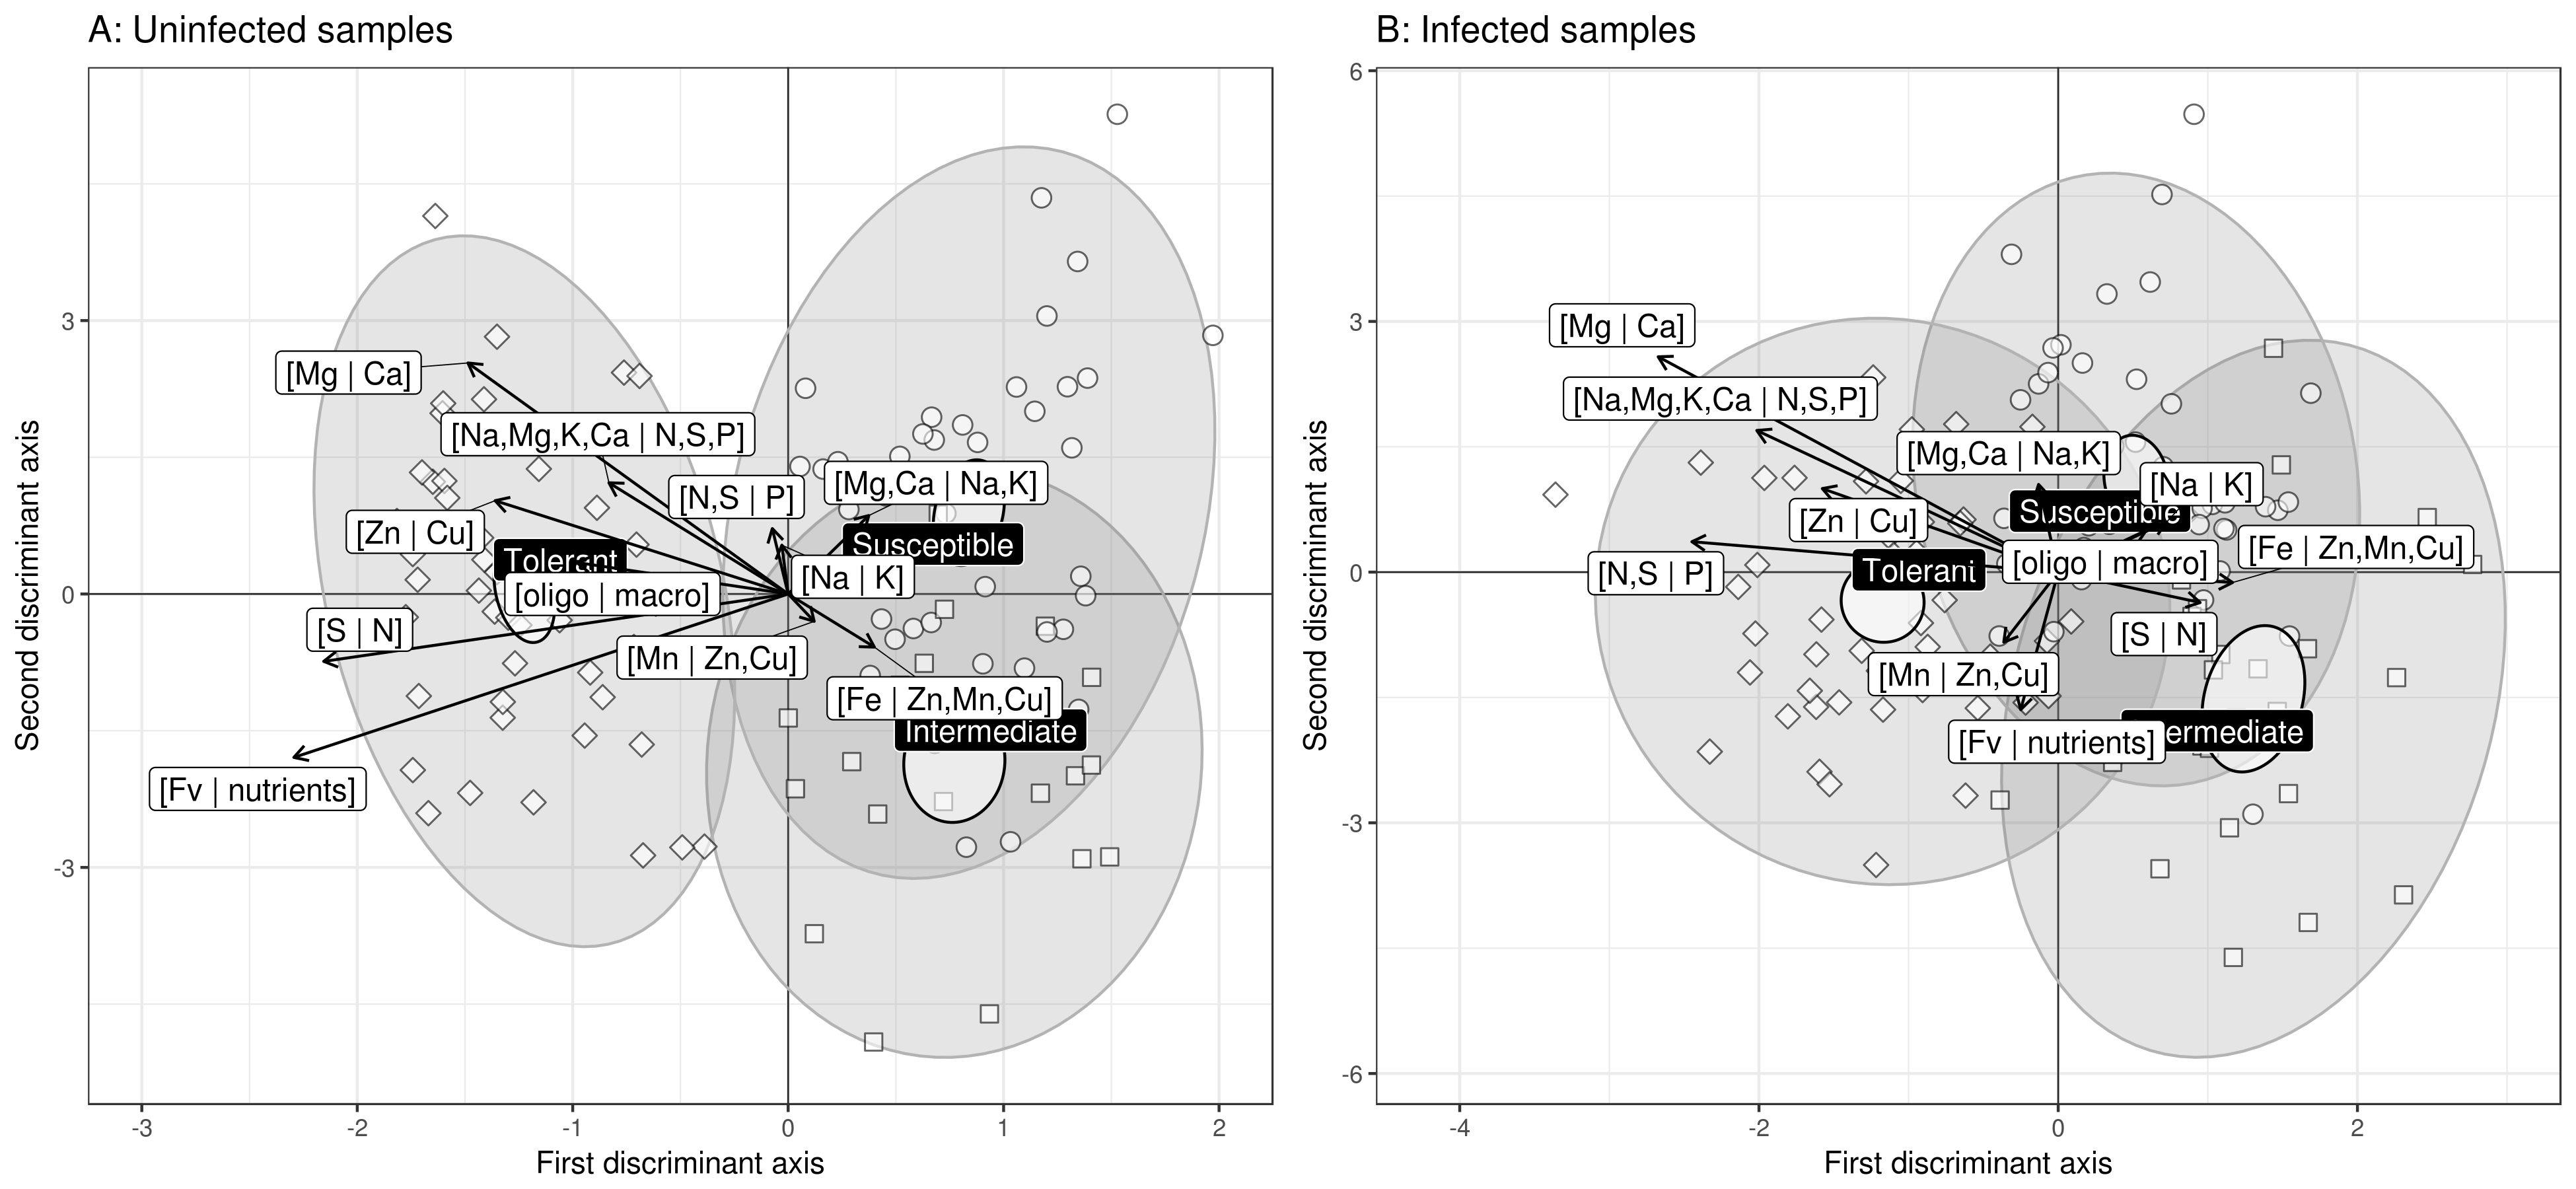 A: Uninfected samples
Second discriminant axis
3
0
-3
[Mg | Ca]
[Na,Mg,K,Ca | N,S,P]
[N,S | P]
[Mg,Ca | Na,K]
[Zn | Cu]
Tolerant
Susceptible
[Na | K]
[oligo | macro]
[S | N]
[Mn | Zn,Cu]
[Fe | Zn,Mn,Cu]
Intermediate
[Fv | nutrients]
-3
-2
-1
0
1
2
First discriminant axis
B: Infected samples
Second discriminant axis
6
3
0
-3
-6
[Mg | Ca]
[Na,Mg,K,Ca | N,S,P]
[Mg,Ca | Na,K]
[Na | K]
[Zn | Cu]
Susceptible
[Fe | Zn,Mn,Cu]
[N,S | P]
Tolerant
[oligo | macro]
[S | N]
[Mn | Zn,Cu]
[Fv | nutrients]
ermediate
-4
-2
0
2
First discriminant axis